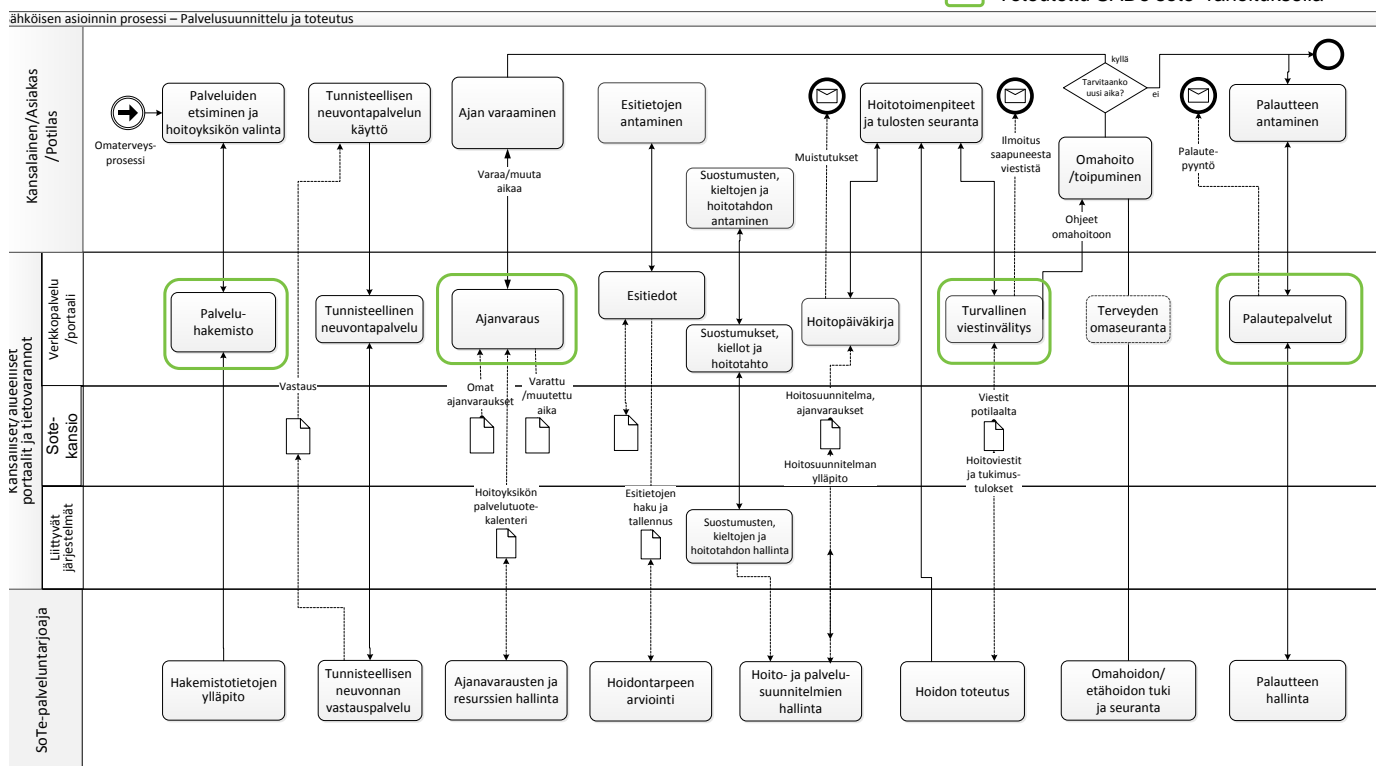 ähköisen asioinnin prosessi – Palvelusuunnittelu ja toteutus
Kansalainen/Asiakas
/Potilas
Omaterveys-
prosessi
Palveluiden
etsiminen ja
hoitoyksikön valinta
Tunnisteellisen
neuvontapalvelun
käyttö
Ajan varaaminen
Varaa/muuta
aikaa
Esitietojen
antaminen
Suostumusten,
kieltojen ja
hoitotahdon
antaminen
Muistutukset
Hoitotoimenpiteet
ja tulosten seuranta
Ilmoitus
saapuneesta
viestistä
Tarvitaanko
uusi aika?
kyllä
ei
Omahoito
/toipuminen
Ohjeet
omahoitoon
Palaute-
pyyntö
Palautteen
antaminen
portaalit ja tietovarannot
Verkkopalvelu
/portaali
Palvelu-
hakemisto
Tunnisteellinen
neuvontapalvelu
Ajanvaraus
Esitiedot
Suostumukset,
kiellot ja
hoitotahto
Hoitopäiväkirja
Turvallinen
viestinvälitys
Terveyden
omaseuranta
Palautepalvelut
Sote-
kansio
Vastaus
Omat
ajanvaraukset
Varattu
/muutettu
aika
Hoitosuunnitelma,
ajanvaraukset
Hoitosuunnitelman
ylläpito
Viestit
potilaalta
Hoitoviestit
ja tukimus-
tulokset
Liittyvät
järjestelmät
Hoitoyksikön
palvelutuote-
kalenteri
Esitietojen
haku ja
tallennus
Suostumusten,
kieltojen ja
hoitotahdon hallinta
SoTe-palveluntarjoaja
Hakemistotietojen
ylläpito
Tunnisteellisen
neuvonnan
vastauspalvelu
Ajanavarausten ja
resurssien hallinta
Hoidontarpeen
arviointi
Hoito- ja palvelu-
suunnitelmien
hallinta
Hoidon toteutus
Omahoidon/
etähoidon tuki
ja seuranta
Palautteen
hallinta